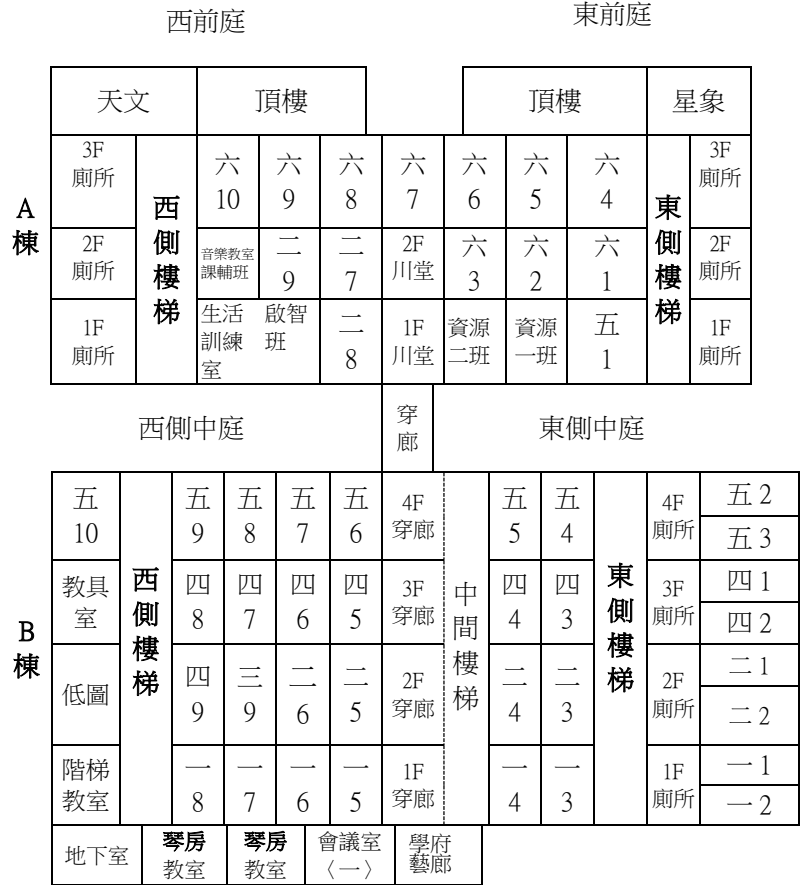 西前庭
東前庭
天文
頂樓
頂樓
星象
A
棟
3F
廁所
西
側
樓
梯
六
10
六
9
六
8
六
7
六
6
六
5
六
4
東
側
樓
梯
3F
廁所
2F
廁所
音樂教室
課輔班
二
9
二
7
2F
川堂
六
3
六
2
六
1
2F
廁所
1F
廁所
生活
訓練
室
啟智
班
二
8
1F
川堂
資源
二班
資源
一班
五
1
1F
廁所
西側中庭
穿
廊
東側中庭
B
棟
五
10
西
側
樓
梯
五
9
五
8
五
7
五
6
4F
穿廊
中
間
樓
梯
五
5
五
4
東
側
樓
梯
4F
廁所
五 2
五 3
教具
室
四
8
四
7
四
6
四
5
3F
穿廊
四
4
四
3
3F
廁所
四 1
四 2
低圖
四
9
三
9
二
6
二
5
2F
穿廊
二
4
二
3
2F
廁所
二 1
二 2
階梯
教室
一
8
一
7
一
6
一
5
1F
穿廊
一
4
一
3
1F
廁所
一 1
一 2
地下室
琴房
教室
琴房
教室
會議室
〈一〉
學府
藝廊